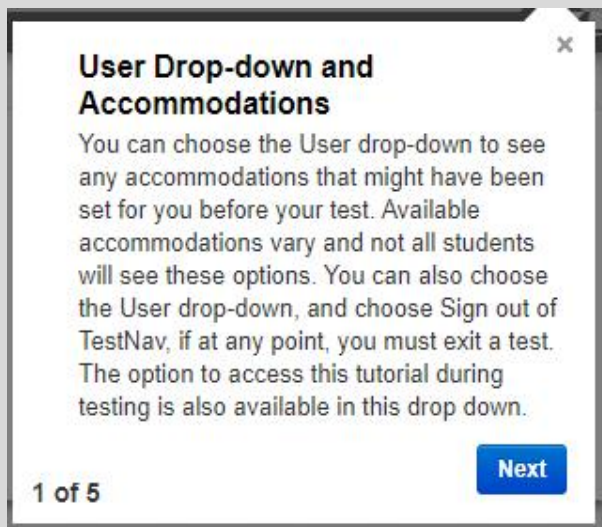 ×
User Drop-down and
Accommodations
You can choose the User drop-down to see
any accommodations that might have been
set for you before your test. Available
accommodations vary and not all students
will see these options. You can also choose
the User drop-down, and choose Sign out of
TestNav, if at any point, you must exit a test.
The option to access this tutorial during
testing is also available in this drop down.
Next
1 of 5